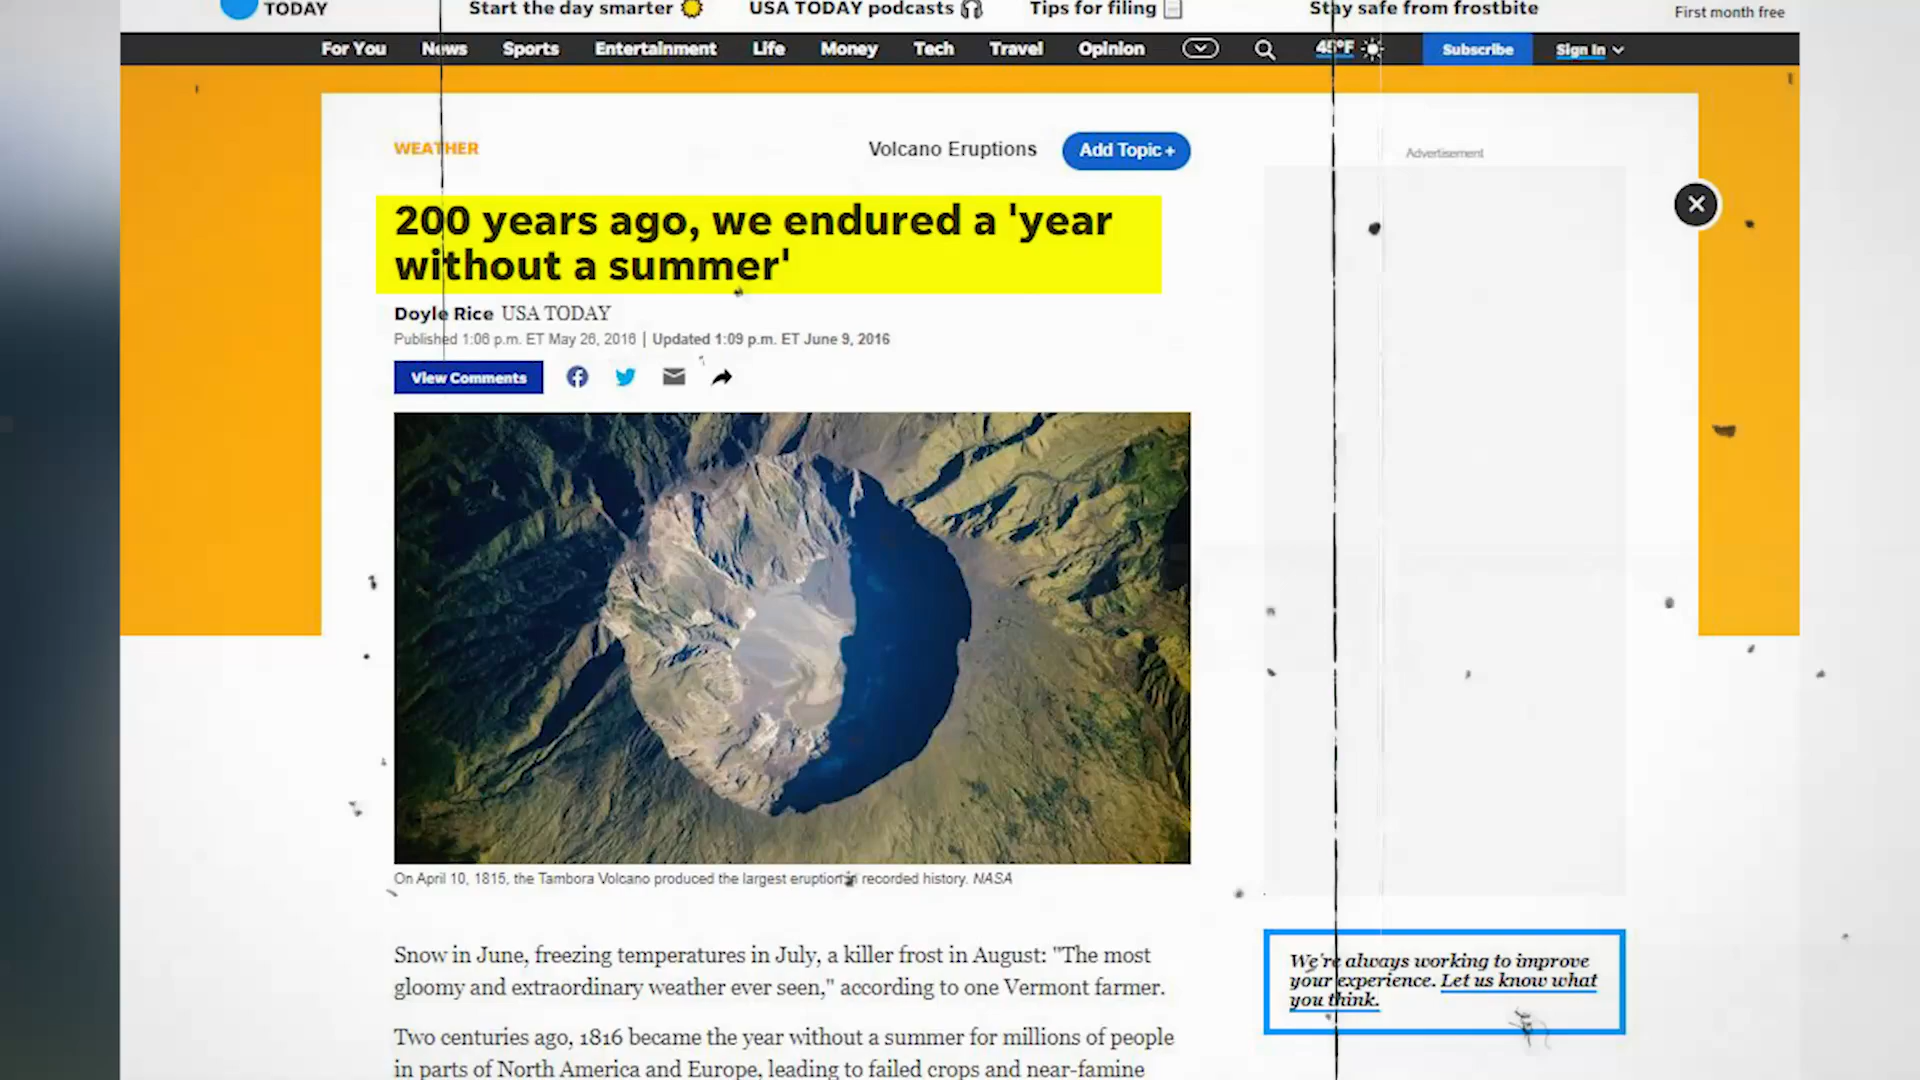 TODAY
Start the day smarter
USA TODAY podcasts
Tips for filing
Stay safe from frostbite
First month free
For You News Sports Entertainment Life Money Tech Travel Opinion 45°F Subscribe Sign In
WEATHER
Volcano Eruptions Add Topic +
Advertisement
200 years ago, we endured a 'year
without a summer'
Doyle Rice USA TODAY
Published 1:06 p.m. ET May 26, 2016 | Updated 1:09 p.m. ET June 9, 2016
View Comments
On April 10, 1815, the Tambora Volcano produced the largest eruption in recorded history. NASA
Snow in June, freezing temperatures in July, a killer frost in August: "The most
gloomy and extraordinary weather ever seen," according to one Vermont farmer.
Two centuries ago, 1816 became the year without a summer for millions of people
in parts of North America and Europe, leading to failed crops and near-famine
We're always working to improve
your experience. Let us know what
you think.